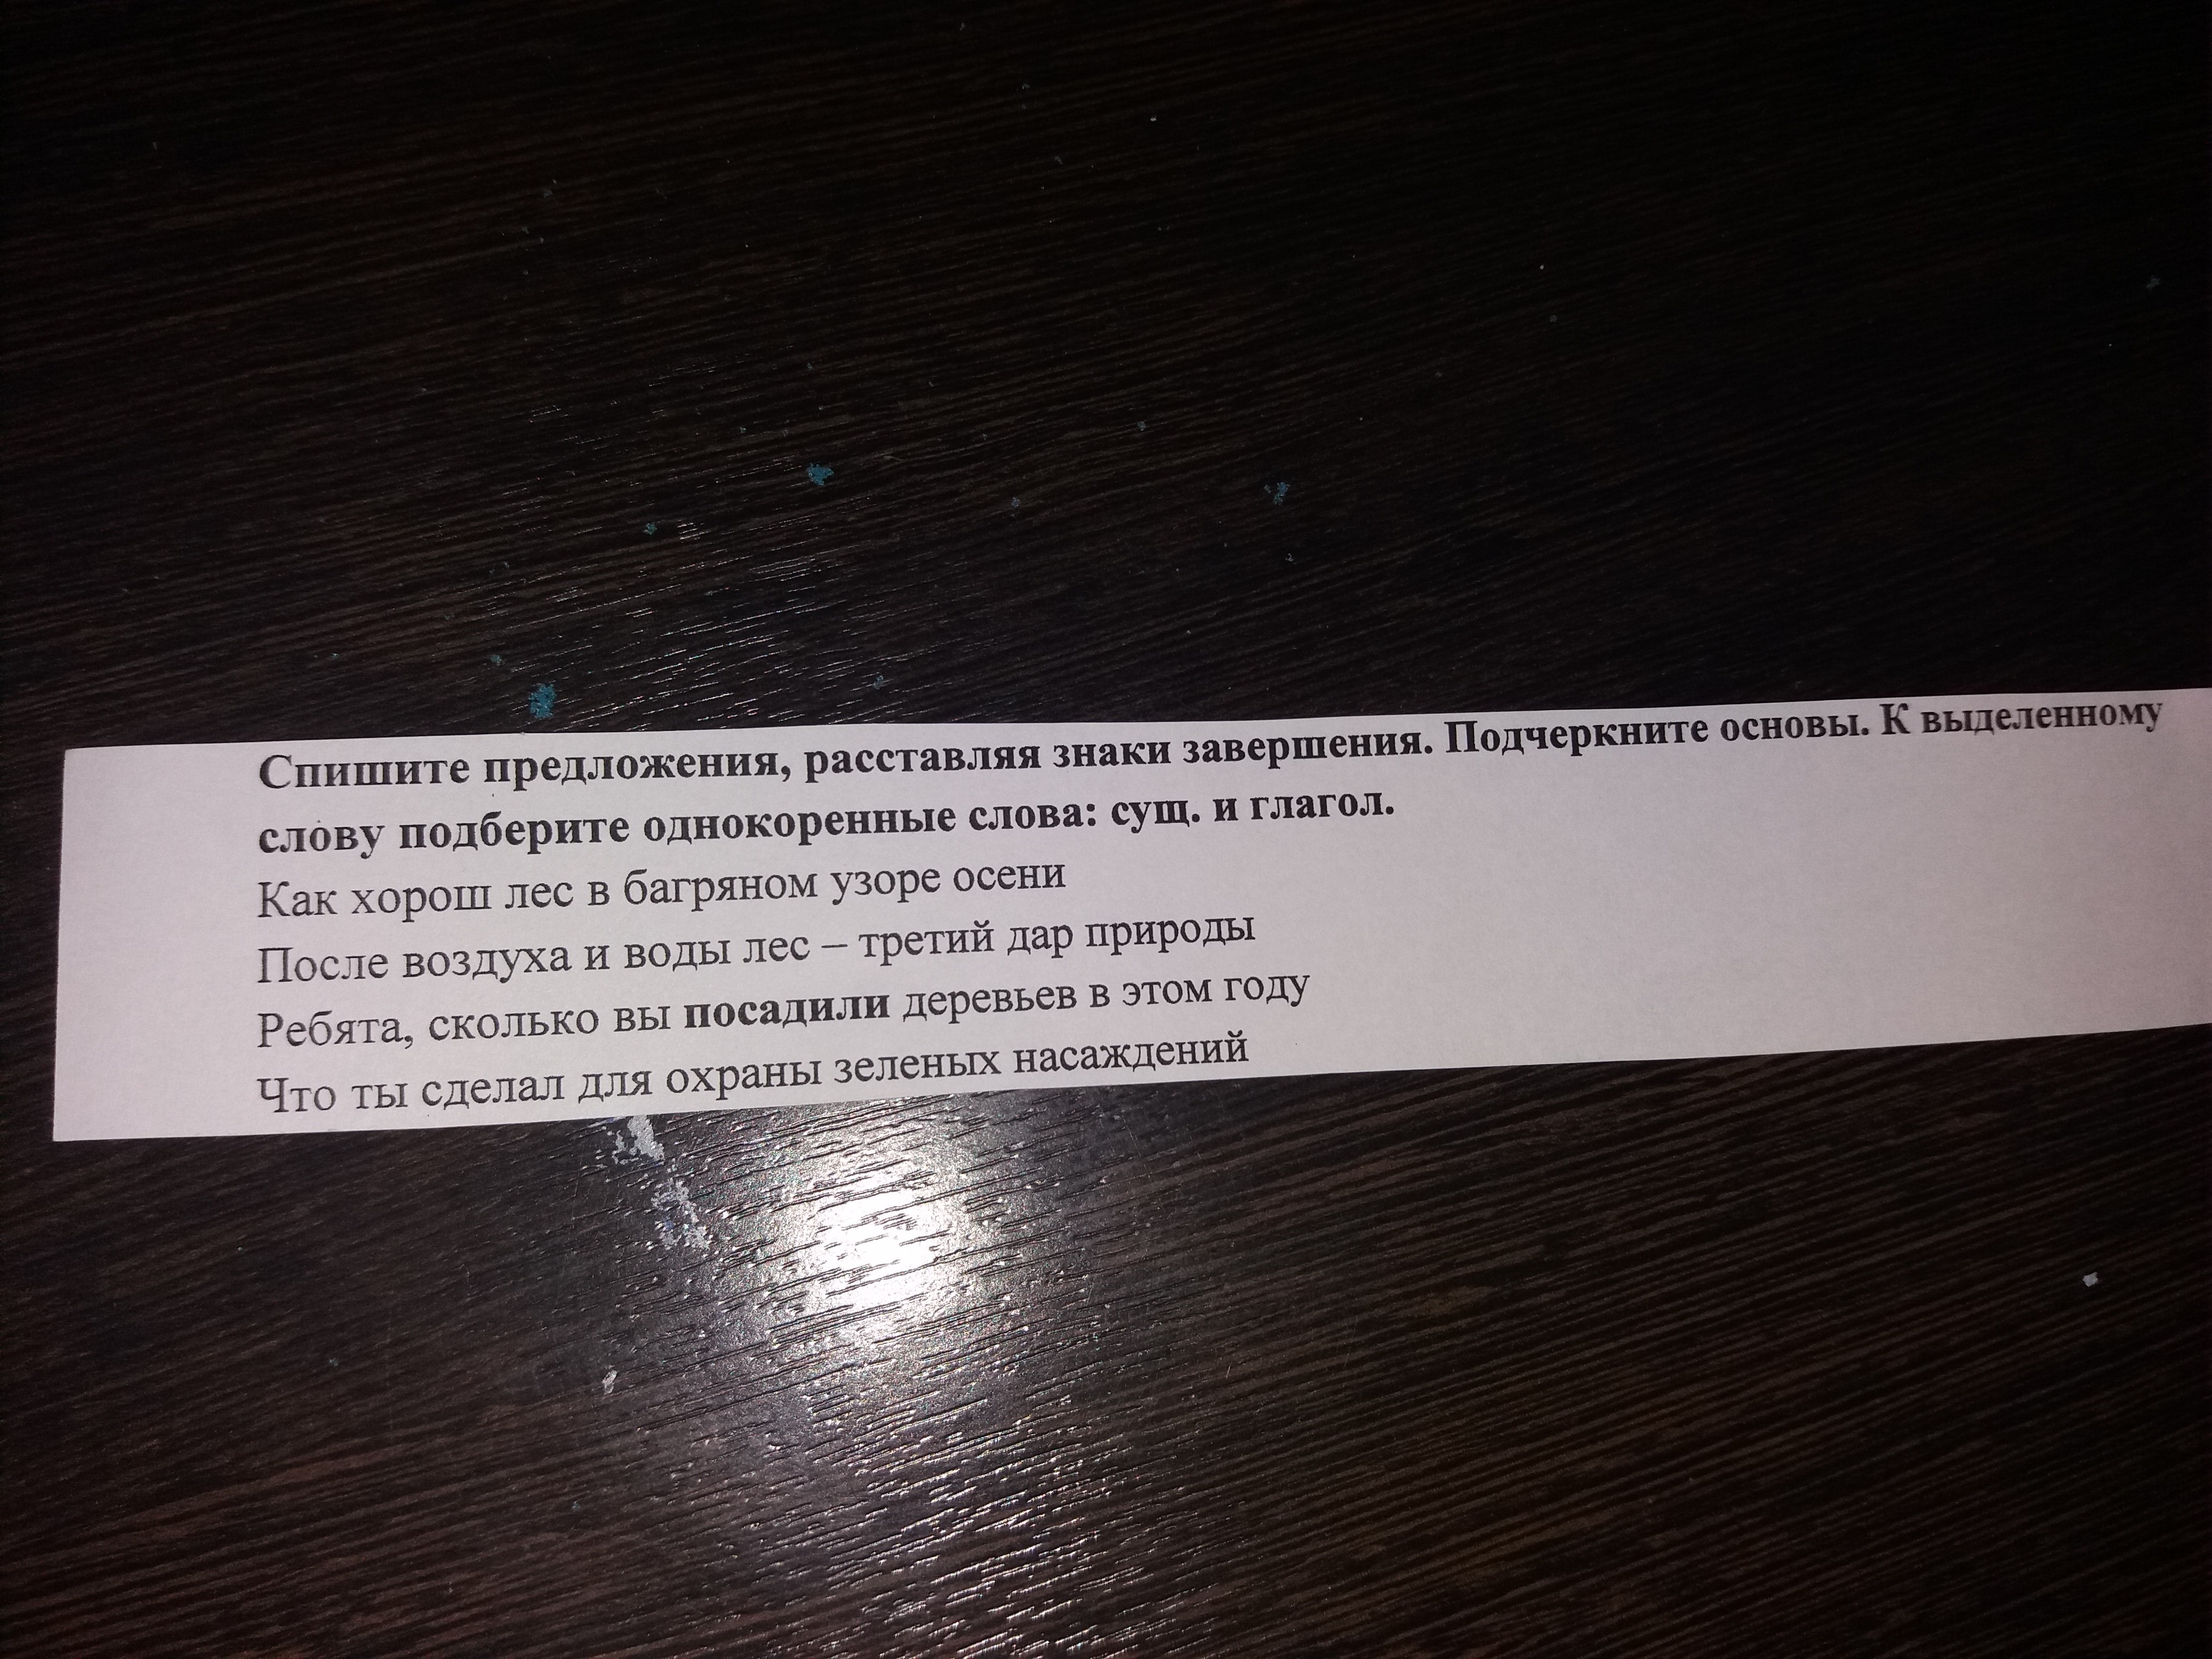 Спишите предложения, расставляя знаки завершения. Подчеркните основы. К выделенному
слову подберите однокоренные слова: сущ. и глагол.
Как хорош лес в багряном узоре осени
После воздуха и воды лес – третий дар природы
Ребята, сколько вы посадили деревьев в этом году
Что ты сделал для охраны зеленых насаждений